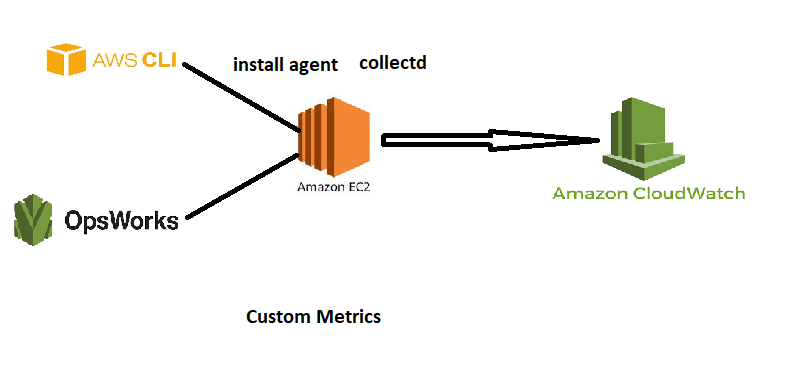 AWS CLI
install agent
collectd
Amazon EC2
Amazon CloudWatch
OpsWorks
Custom Metrics